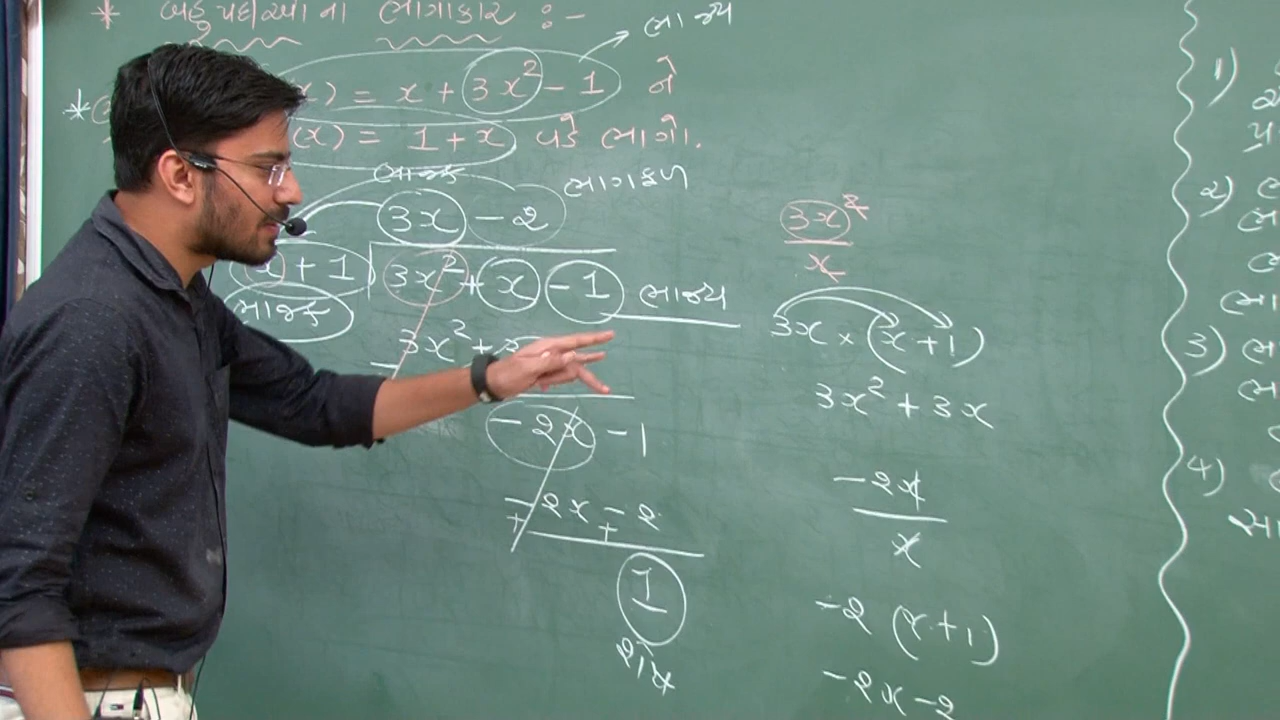 * બહુપદીઓના ભાગાકાર :-
ભાજ્ય
* x) = x + 3x² - 1 ને
(x) = 1 + x વડે ભાગો.
ભાજક
ભાગફળ
3x - 2
x + 1 3x² + x - 1 ભાજ્ય
ભાજક
3x² +
-
- 2x - 1
- 2x - 2
+ +
1
શેષ
3x²
x
3x × (x + 1)
3x² + 3x
- 2x
x
- 2 (x + 1)
- 2x - 2
1)
2)
3)
4)